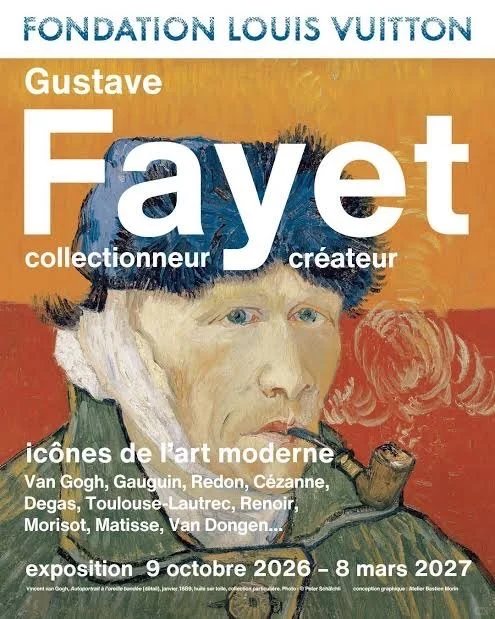 FONDATION LOUIS VUITTON
Gustave
Fayet
collectionneur créateur
icônes de l'art moderne
Van Gogh, Gauguin, Redon, Cézanne,
Degas, Toulouse-Lautrec, Renoir,
Morisot, Matisse, Van Dongen...
exposition 9 octobre 2026 – 8 mars 2027
Vincent van Gogh, Autoportrait à l'oreille bandée (détail), janvier 1889, huile sur toile, collection particulière. Photo : © Peter Schälchli conception graphique : Atelier Bastien Morin